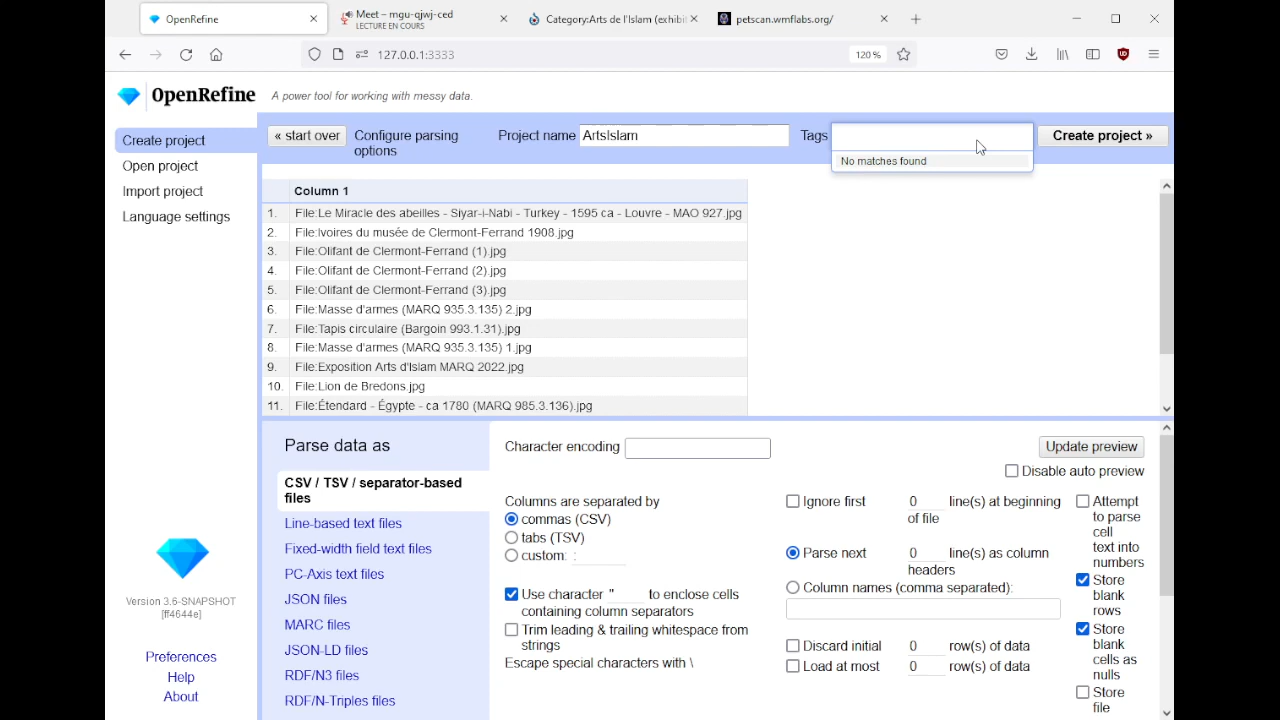 OpenRefine
Meet – mgu-qjwj-ced
LECTURE EN COURS
Category:Arts de l'Islam (exhibi
petscan.wmflabs.org/
127.0.0.1:3333
120 %
OpenRefine
A power tool for working with messy data.
Create project
Open project
Import project
Language settings
« start over
Configure parsing
options
Project name
ArtsIslam
Tags
Create project »
No matches found
Column 1
1. File:Le Miracle des abeilles - Siyar-i-Nabi - Turkey - 1595 ca - Louvre - MAO 927.jpg
2. File:Ivoires du musée de Clermont-Ferrand 1908.jpg
3. File:Olifant de Clermont-Ferrand (1).jpg
4. File:Olifant de Clermont-Ferrand (2).jpg
5. File:Olifant de Clermont-Ferrand (3).jpg
6. File:Masse d'armes (MARQ 935.3.135) 2.jpg
7. File:Tapis circulaire (Bargoin 993.1.31).jpg
8. File:Masse d'armes (MARQ 935.3.135) 1.jpg
9. File:Exposition Arts d'Islam MARQ 2022.jpg
10. File:Lion de Bredons.jpg
11. File:Étendard - Égypte - ca 1780 (MARQ 985.3.136).jpg
Parse data as
CSV / TSV / separator-based
files
Line-based text files
Fixed-width field text files
PC-Axis text files
JSON files
MARC files
JSON-LD files
RDF/N3 files
RDF/N-Triples files
Character encoding
Update preview
Disable auto preview
Columns are separated by
commas (CSV)
tabs (TSV)
custom: :
Use character " to enclose cells
containing column separators
Trim leading & trailing whitespace from
strings
Escape special characters with \
Ignore first 0 line(s) at beginning
of file
Parse next 0 line(s) as column
headers
Column names (comma separated):
Discard initial 0 row(s) of data
Load at most 0 row(s) of data
Attempt
to parse
cell
text into
numbers
Store
blank
rows
Store
blank
cells as
nulls
Store
file
Version 3.6-SNAPSHOT
[ff4644e]
Preferences
Help
About